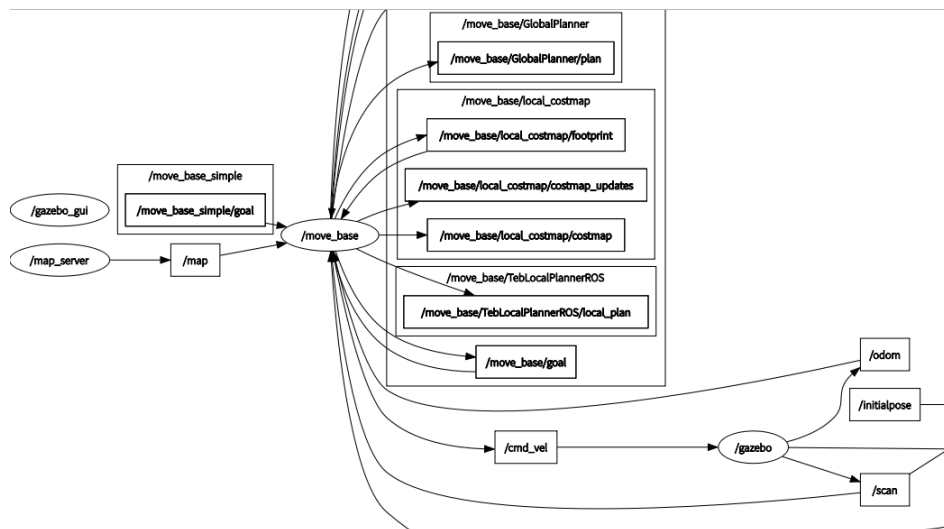 /move_base/GlobalPlanner
/move_base/GlobalPlanner/plan
/move_base/local_costmap
/move_base/local_costmap/footprint
/move_base_simple
/move_base/local_costmap/costmap_updates
/move_base_simple/goal
/gazebo_gui
/move_base
/move_base/local_costmap/costmap
/map_server
/map
/move_base/TebLocalPlannerROS
/move_base/TebLocalPlannerROS/local_plan
/move_base/goal
/odom
/initialpose
/cmd_vel
/gazebo
/scan